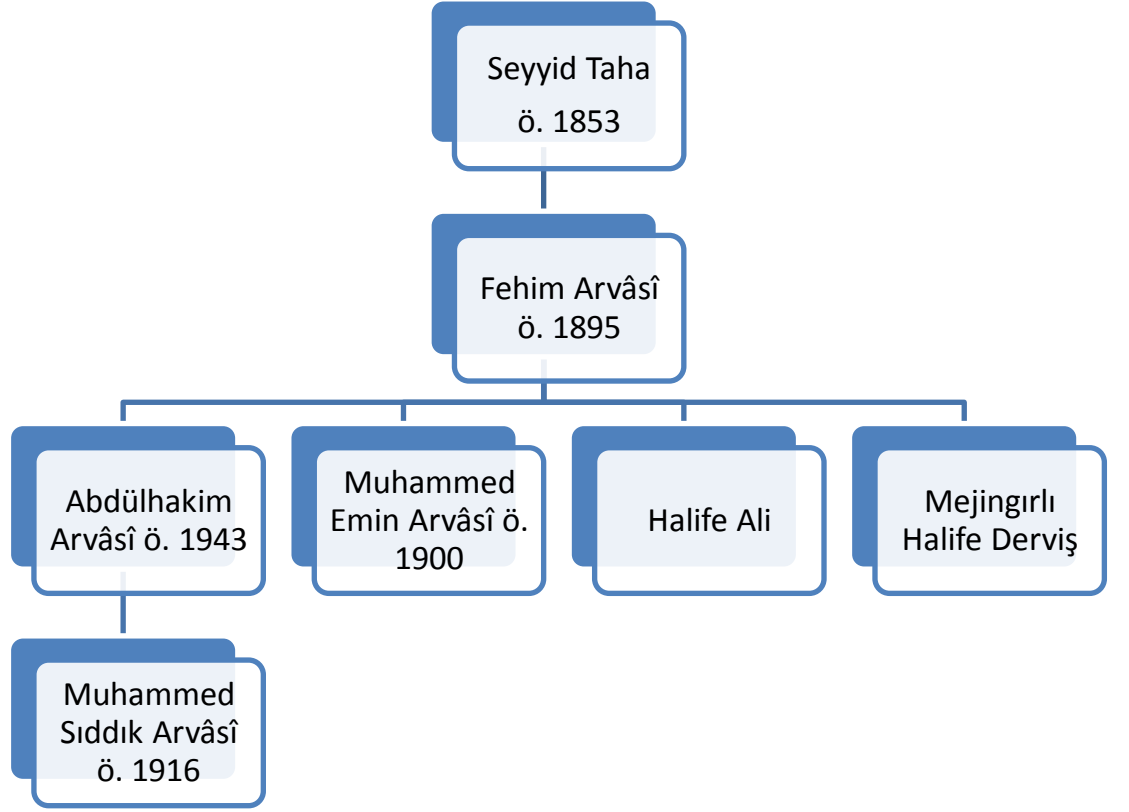 Seyyid Taha
ö. 1853
Fehim Arvâsî
ö. 1895
Abdülhakim
Arvâsî ö. 1943
Muhammed
Emin Arvâsî ö.
1900
Halife Ali
Mejingırlı
Halife Derviş
Muhammed
Sıddık Arvâsî
ö. 1916